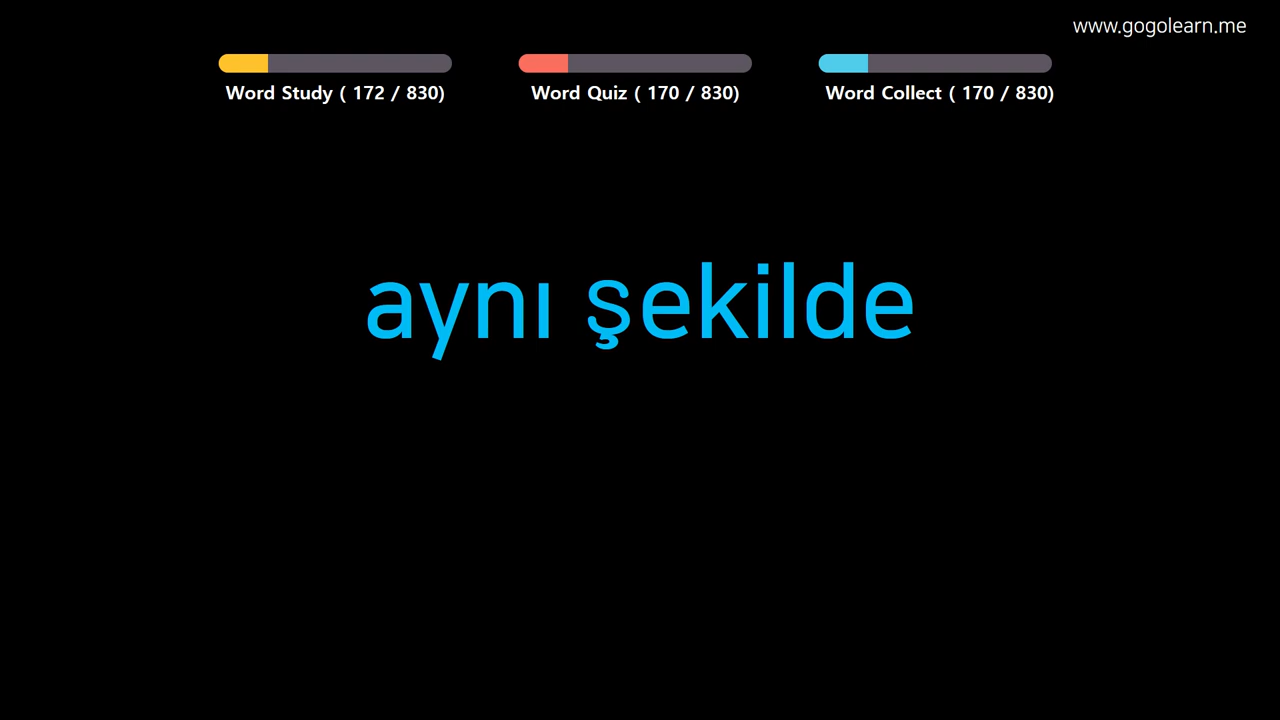 www.gogolearn.me
Word Study ( 172 / 830)
Word Quiz ( 170 / 830)
Word Collect ( 170 / 830)
aynı şekilde